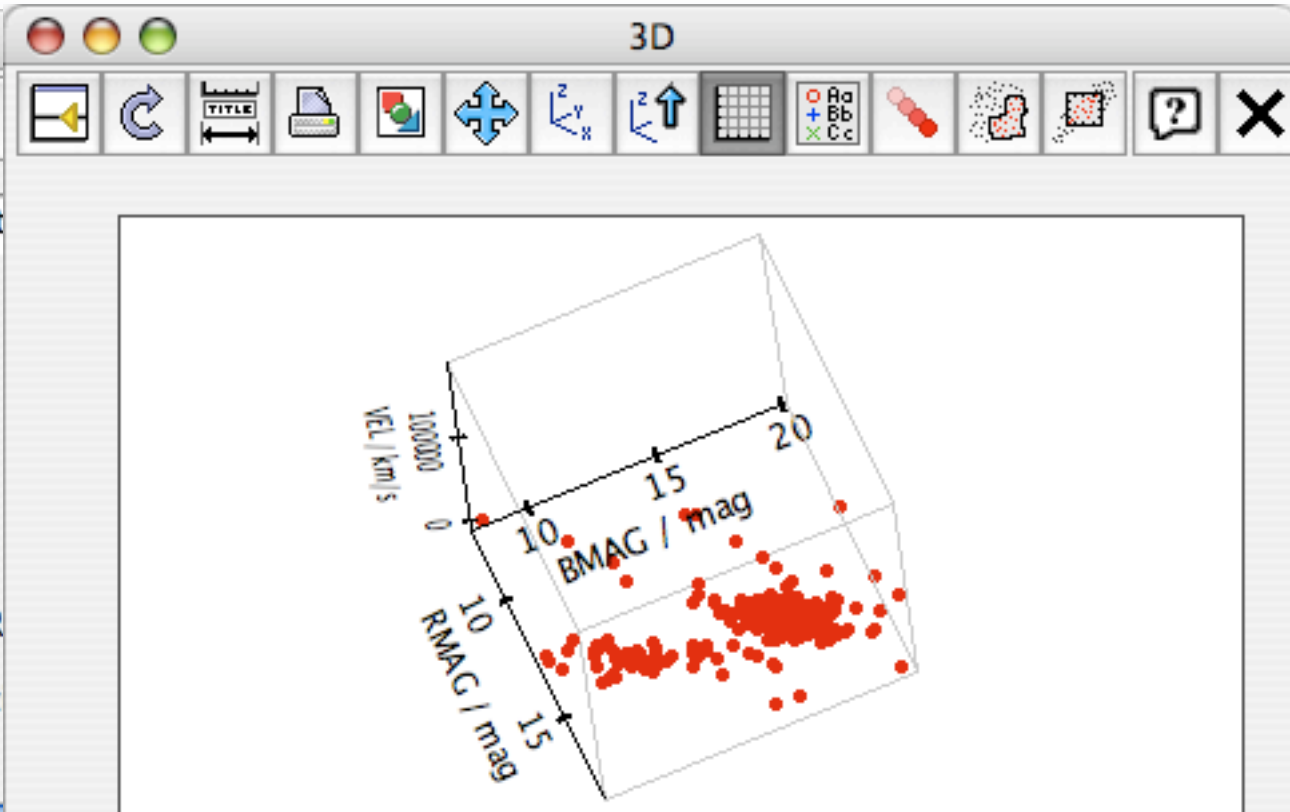 3D
TITLE
Z
Y
X
Z
Aa
Bb
Cc
?
100000
VEL / km/s
0
20
15
10
BMAG / mag
10
RMAG / mag
15